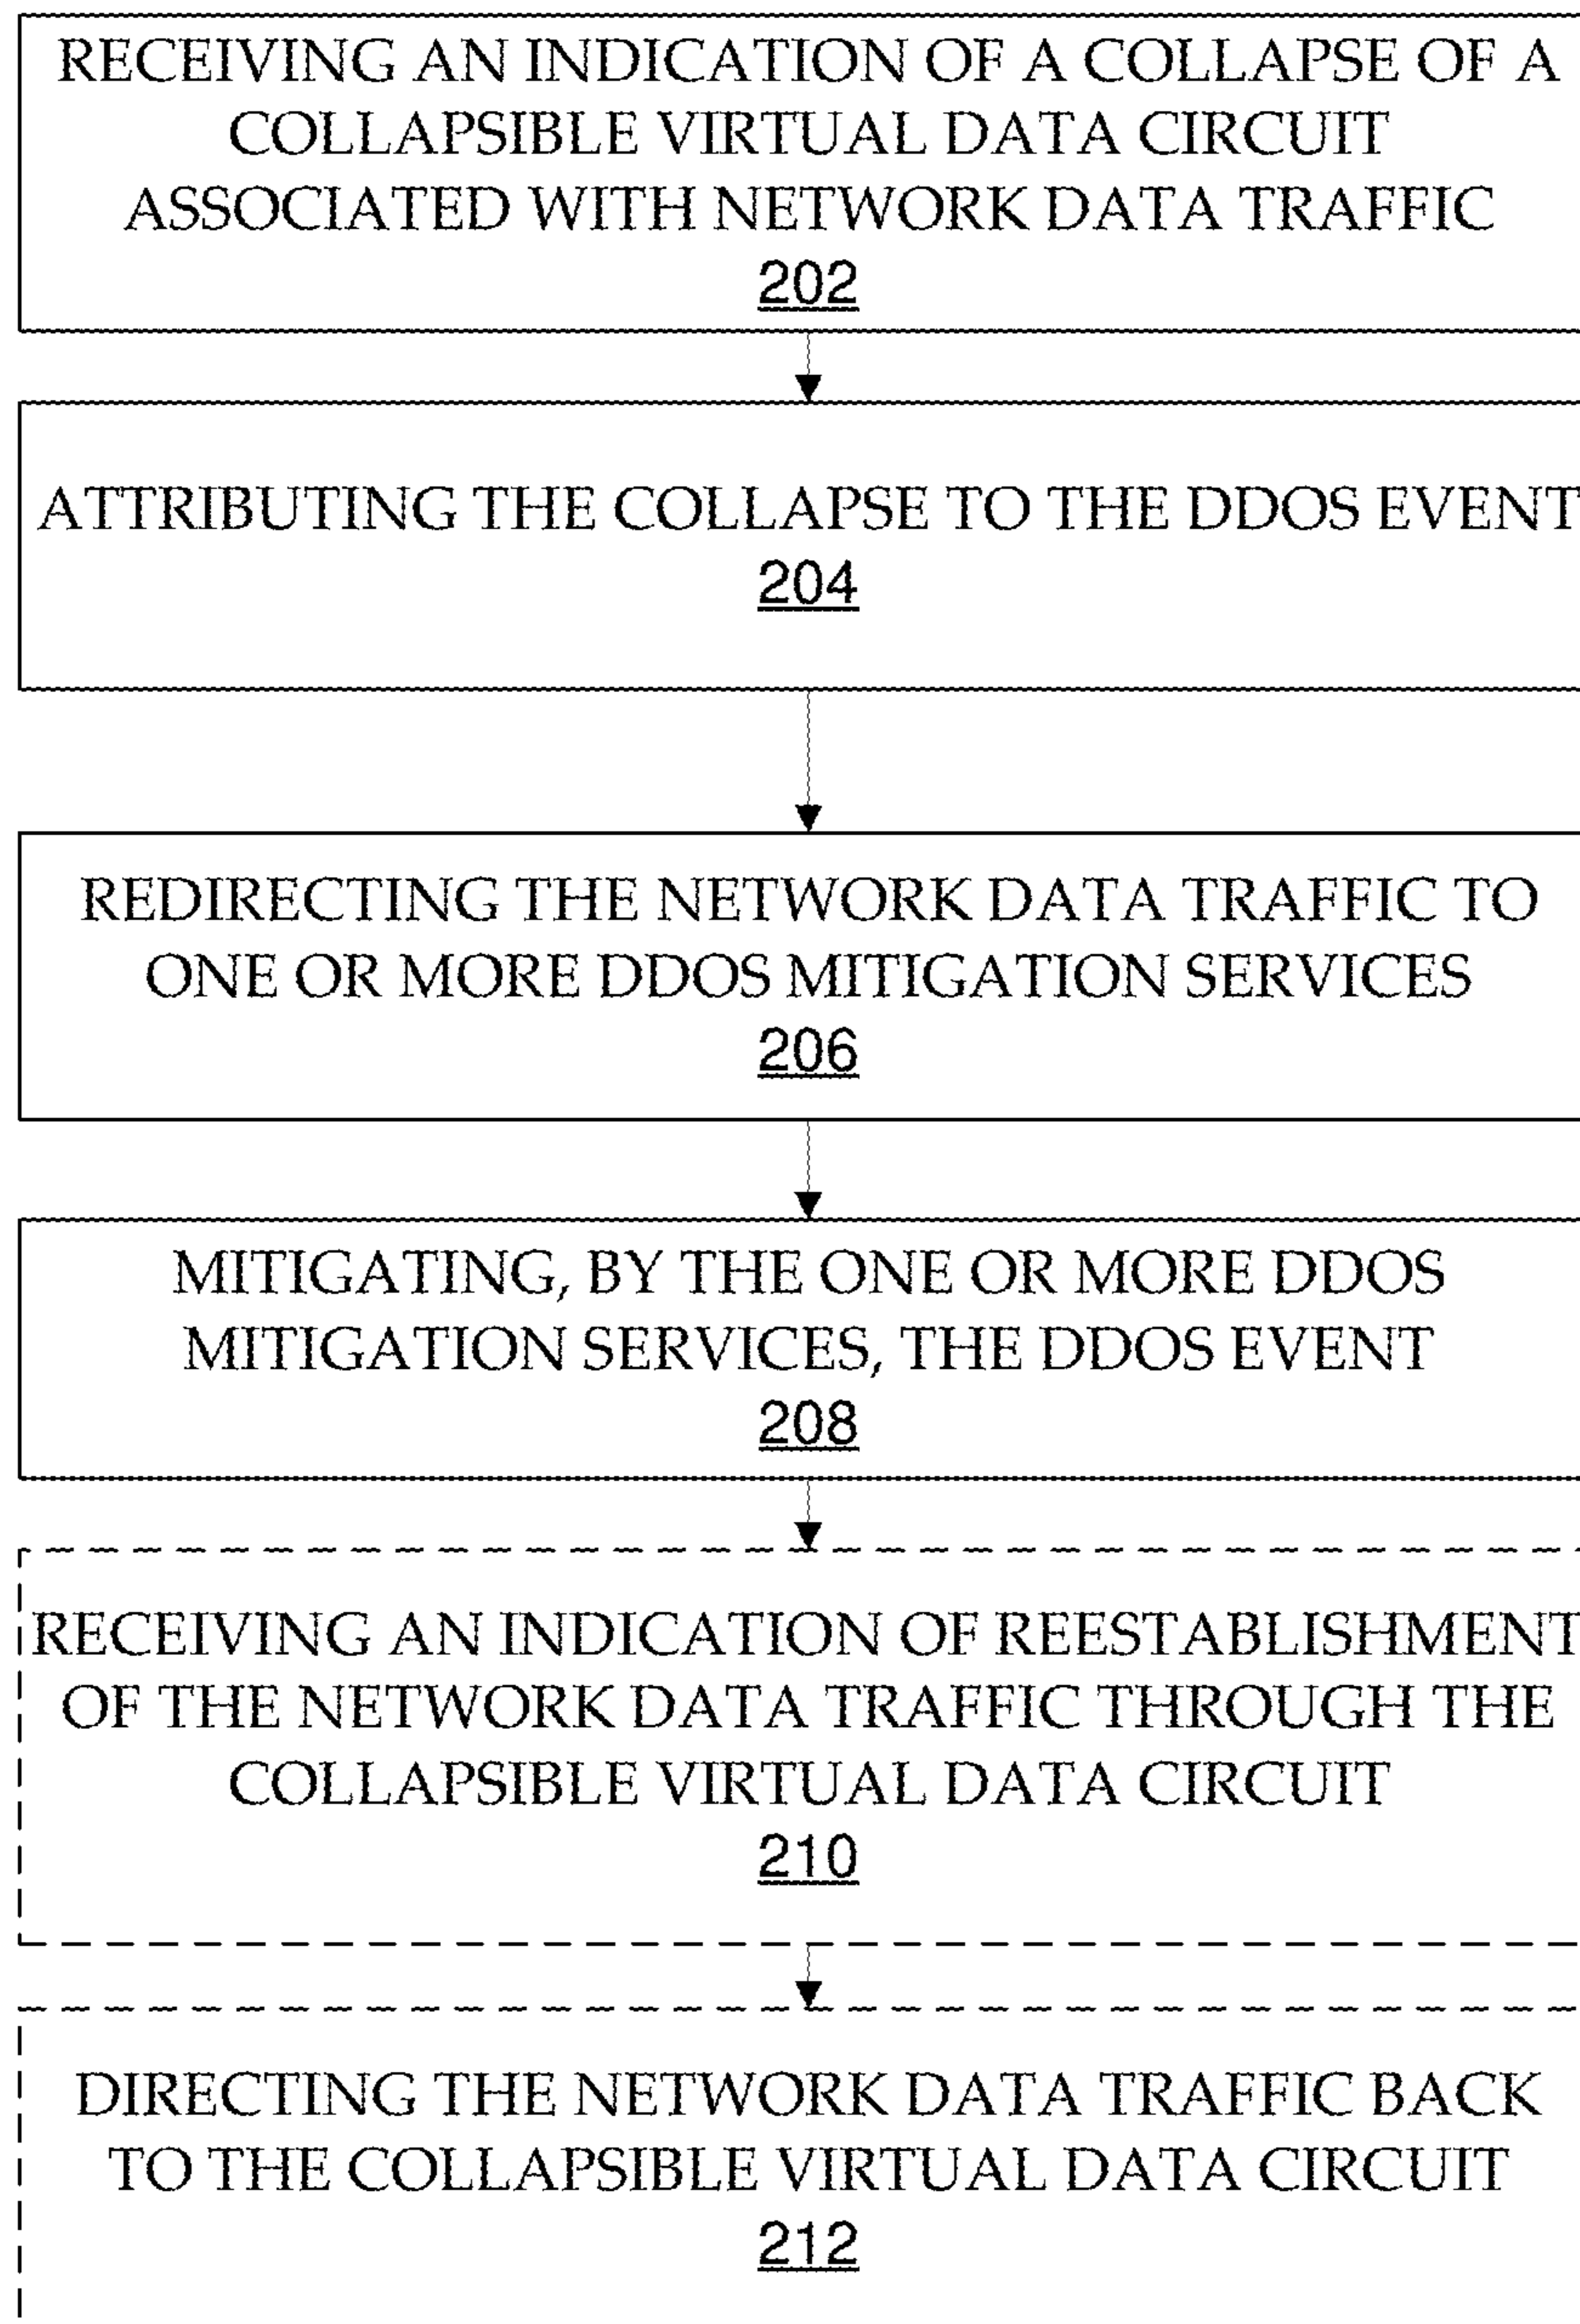 RECEIVING AN INDICATION OF A COLLAPSE OF A
COLLAPSIBLE VIRTUAL DATA CIRCUIT
ASSOCIATED WITH NETWORK DATA TRAFFIC
202
ATTRIBUTING THE COLLAPSE TO THE DDOS EVENT
204
REDIRECTING THE NETWORK DATA TRAFFIC TO
ONE OR MORE DDOS MITIGATION SERVICES
206
MITIGATING, BY THE ONE OR MORE DDOS
MITIGATION SERVICES, THE DDOS EVENT
208
RECEIVING AN INDICATION OF REESTABLISHMENT
OF THE NETWORK DATA TRAFFIC THROUGH THE
COLLAPSIBLE VIRTUAL DATA CIRCUIT
210
DIRECTING THE NETWORK DATA TRAFFIC BACK
TO THE COLLAPSIBLE VIRTUAL DATA CIRCUIT
212